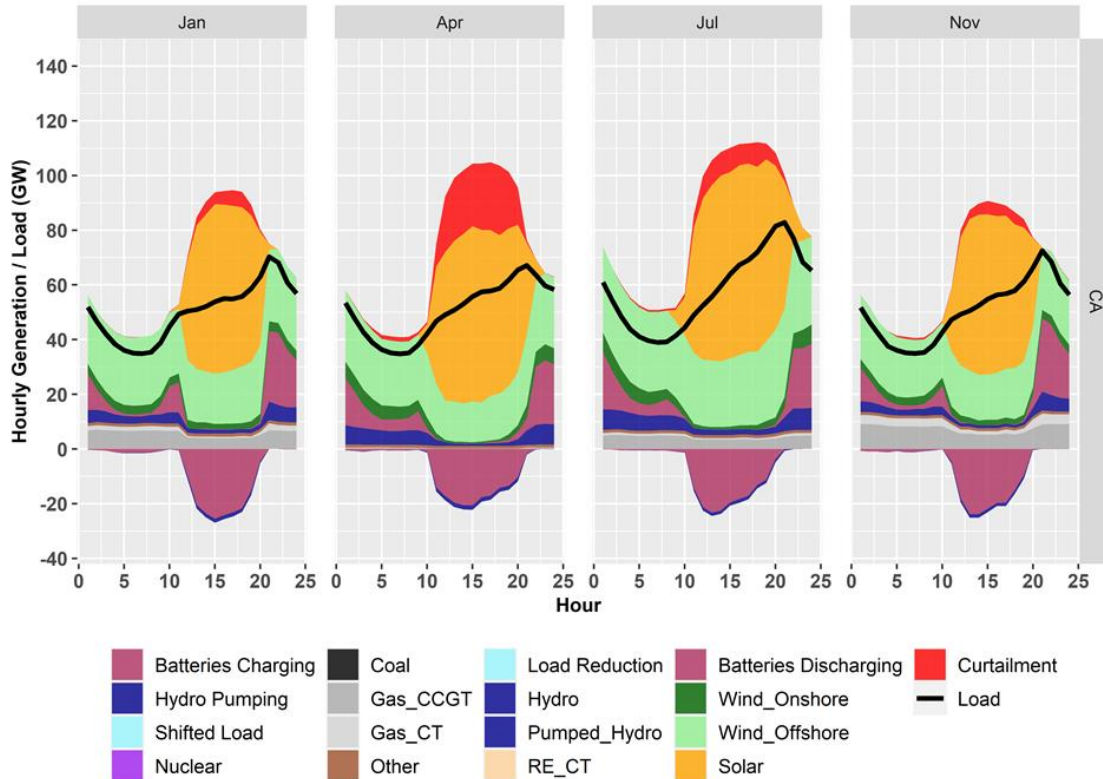 Jan Apr Jul Nov
CA
Hourly Generation / Load (GW)
140
120
100
80
60
40
20
0
-20
-40
0 5 10 15 20 25 0 5 10 15 20 25 0 5 10 15 20 25 0 5 10 15 20 25
Hour
Batteries Charging Coal Load Reduction Batteries Discharging Curtailment
Hydro Pumping Gas_CCGT Hydro Wind_Onshore Load
Shifted Load Gas_CT Pumped_Hydro Wind_Offshore
Nuclear Other RE_CT Solar